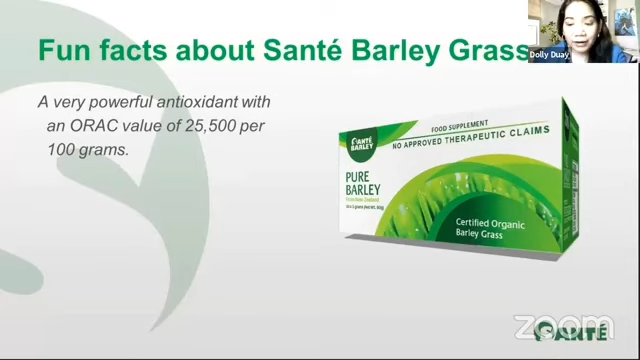 Fun facts about Santé Barley Grass
Dolly Duay
A very powerful antioxidant with
an ORAC value of 25,500 per
100 grams.
SANTÉ
BARLEY
FOOD SUPPLEMENT
NO APPROVED THERAPEUTIC CLAIMS
PURE
BARLEY
Certified Organic
Barley Grass
zoom
SANTÉ